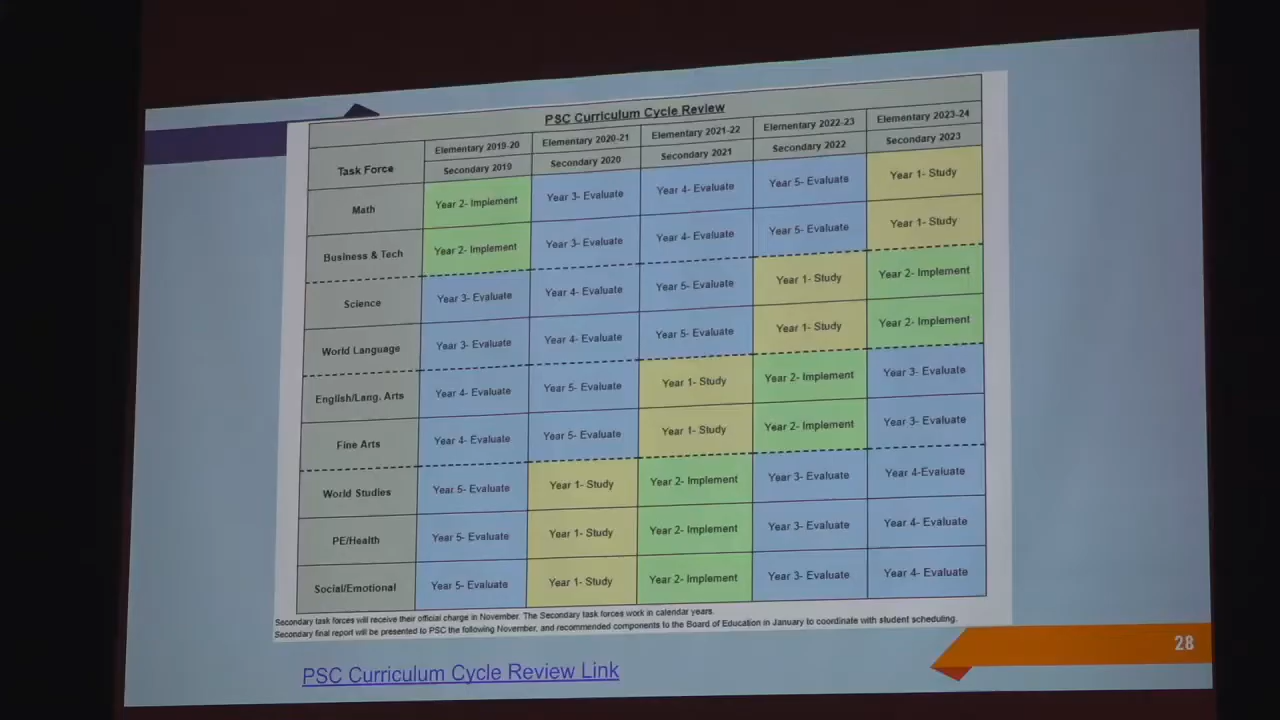 PSC Curriculum Cycle Review
Task Force
Elementary 2019-20
Elementary 2020-21
Elementary 2021-22
Elementary 2022-23
Elementary 2023-24
Secondary 2019
Secondary 2020
Secondary 2021
Secondary 2022
Secondary 2023
Math
Year 2- Implement
Year 3- Evaluate
Year 4- Evaluate
Year 5- Evaluate
Year 1- Study
Business & Tech
Year 2- Implement
Year 3- Evaluate
Year 4- Evaluate
Year 5- Evaluate
Year 1- Study
Science
Year 3- Evaluate
Year 4- Evaluate
Year 5- Evaluate
Year 1- Study
Year 2- Implement
World Language
Year 3- Evaluate
Year 4- Evaluate
Year 5- Evaluate
Year 1- Study
Year 2- Implement
English/Lang. Arts
Year 4- Evaluate
Year 5- Evaluate
Year 1- Study
Year 2- Implement
Year 3- Evaluate
Fine Arts
Year 4- Evaluate
Year 5- Evaluate
Year 1- Study
Year 2- Implement
Year 3- Evaluate
World Studies
Year 5- Evaluate
Year 1- Study
Year 2- Implement
Year 3- Evaluate
Year 4-Evaluate
PE/Health
Year 5- Evaluate
Year 1- Study
Year 2- Implement
Year 3- Evaluate
Year 4- Evaluate
Social/Emotional
Year 5- Evaluate
Year 1- Study
Year 2- Implement
Year 3- Evaluate
Year 4- Evaluate
Secondary task forces will receive their official charge in November. The Secondary task forces work in calendar years.
Secondary final report will be presented to PSC the following November, and recommended components to the Board of Education in January to coordinate with student scheduling.
28
PSC Curriculum Cycle Review Link